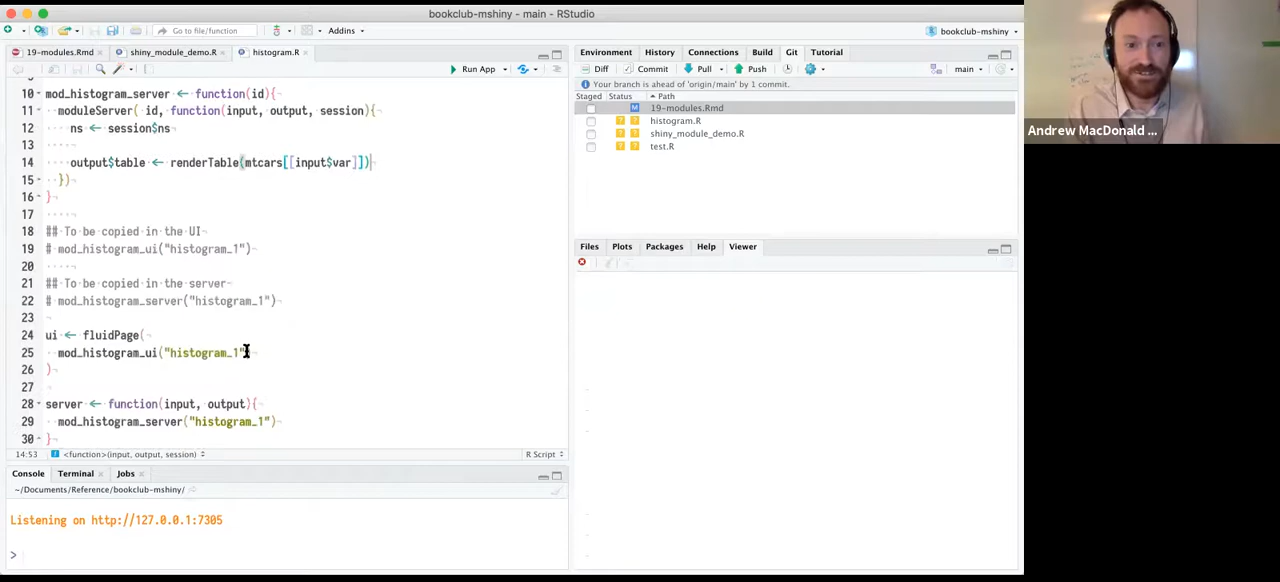 bookclub-mshiny - main - RStudio
Go to file/function
Addins
bookclub-mshiny
19-modules.Rmd
shiny_module_demo.R
histogram.R
Run App
10 mod_histogram_server <- function(id){
11 moduleServer( id, function(input, output, session){
12 ns <- session$ns
13
14 output$table <- renderTable(mtcars[[input$var]])
15 })
16 }
17
18 ## To be copied in the UI
19 # mod_histogram_ui("histogram_1")
20
21 ## To be copied in the server
22 # mod_histogram_server("histogram_1")
23
24 ui <- fluidPage(
25 mod_histogram_ui("histogram_1")
26 )
27
28 server <- function(input, output){
29 mod_histogram_server("histogram_1")
30 }
14:53 <function>(input, output, session) R Script
Console Terminal Jobs
~/Documents/Reference/bookclub-mshiny/
Listening on http://127.0.0.1:7305
>
Environment History Connections Build Git Tutorial
Diff Commit Pull Push main
Your branch is ahead of 'origin/main' by 1 commit.
Staged Status Path
M 19-modules.Rmd
? ? histogram.R
? ? shiny_module_demo.R
? ? test.R
Files Plots Packages Help Viewer
Andrew MacDonald ...